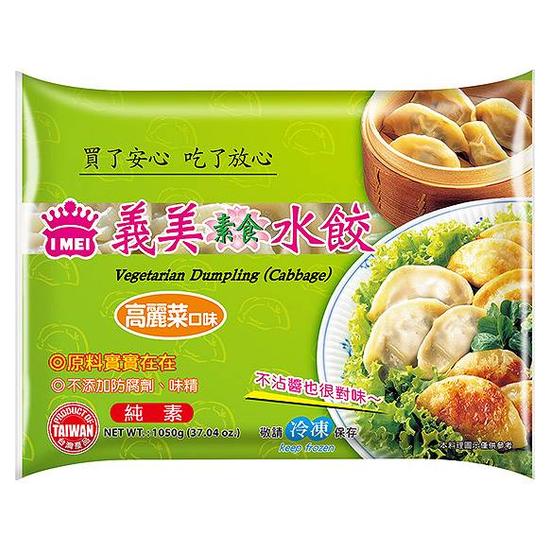 買了安心 吃了放心
I MEI
義美素食水餃
Vegetarian Dumpling (Cabbage)
高麗菜口味
◎原料實實在在
◎不添加防腐劑、味精
不沾醬也很對味~
純素
PRODUCT OF
TAIWAN
台灣產品
NET WT.: 1050g (37.04 oz.)
敬請 冷凍 保存
keep frozen
本料理圖示僅供參考